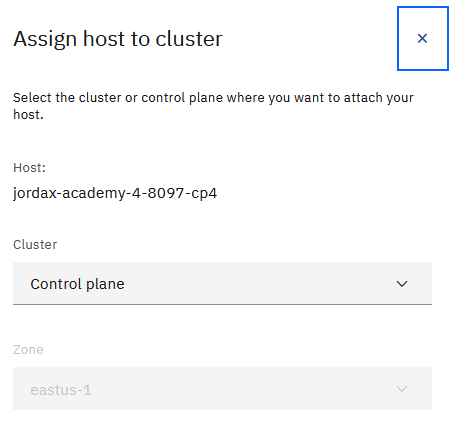 Assign host to cluster
Select the cluster or control plane where you want to attach your
host.
Host:
jordax-academy-4-8097-cp4
Cluster
Control plane
Zone
eastus-1